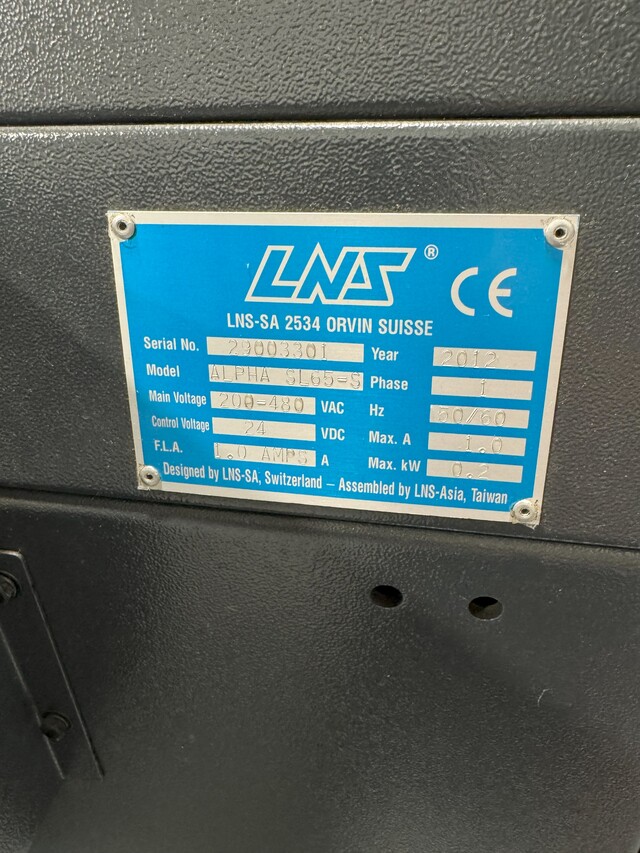 LNS ® CE
LNS-SA 2534 ORVIN SUISSE
Serial No. 29003301 Year 2012
Model ALPHA SL65-S Phase 1
Main Voltage 200-480 VAC Hz 50/60
Control Voltage 24 VDC Max. A 1.0
F.L.A. 1.0 AMPS A Max. kW 0.2
Designed by LNS-SA, Switzerland – Assembled by LNS-Asia, Taiwan